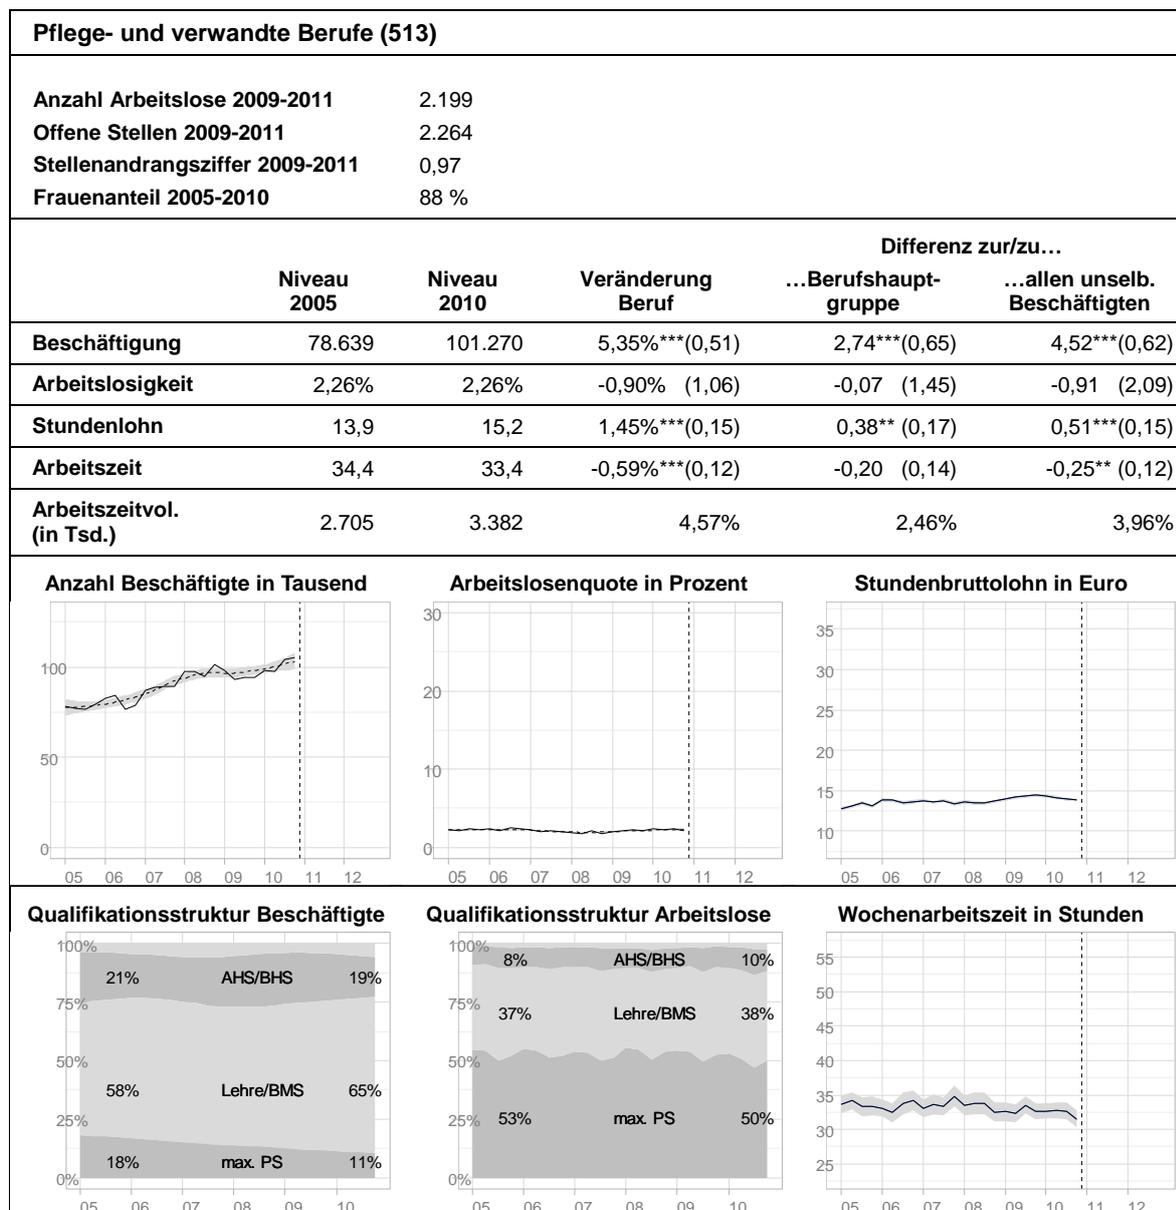 Pflege- und verwandte Berufe (513)
Anzahl Arbeitslose 2009-2011 2.199
Offene Stellen 2009-2011 2.264
Stellenandrangsziffer 2009-2011 0,97
Frauenanteil 2005-2010 88 %
Differenz zur/zu…
Niveau 2005 Niveau 2010 Veränderung Beruf …Berufshaupt-gruppe …allen unselb. Beschäftigten
Beschäftigung 78.639 101.270 5,35%***(0,51) 2,74***(0,65) 4,52***(0,62)
Arbeitslosigkeit 2,26% 2,26% -0,90% (1,06) -0,07 (1,45) -0,91 (2,09)
Stundenlohn 13,9 15,2 1,45%***(0,15) 0,38** (0,17) 0,51***(0,15)
Arbeitszeit 34,4 33,4 -0,59%***(0,12) -0,20 (0,14) -0,25** (0,12)
Arbeitszeitvol. (in Tsd.) 2.705 3.382 4,57% 2,46% 3,96%
Anzahl Beschäftigte in Tausend
100
50
0
05 06 07 08 09 10 11 12
Arbeitslosenquote in Prozent
30
20
10
0
05 06 07 08 09 10 11 12
Stundenbruttolohn in Euro
35
30
25
20
15
10
05 06 07 08 09 10 11 12
Qualifikationsstruktur Beschäftigte
100%
21% AHS/BHS 19%
75%
50%
58% Lehre/BMS 65%
25%
18% max. PS 11%
0%
05 06 07 08 09 10
Qualifikationsstruktur Arbeitslose
100%
8% AHS/BHS 10%
75%
37% Lehre/BMS 38%
50%
53% max. PS 50%
25%
0%
05 06 07 08 09 10
Wochenarbeitszeit in Stunden
55
50
45
40
35
30
25
05 06 07 08 09 10 11 12